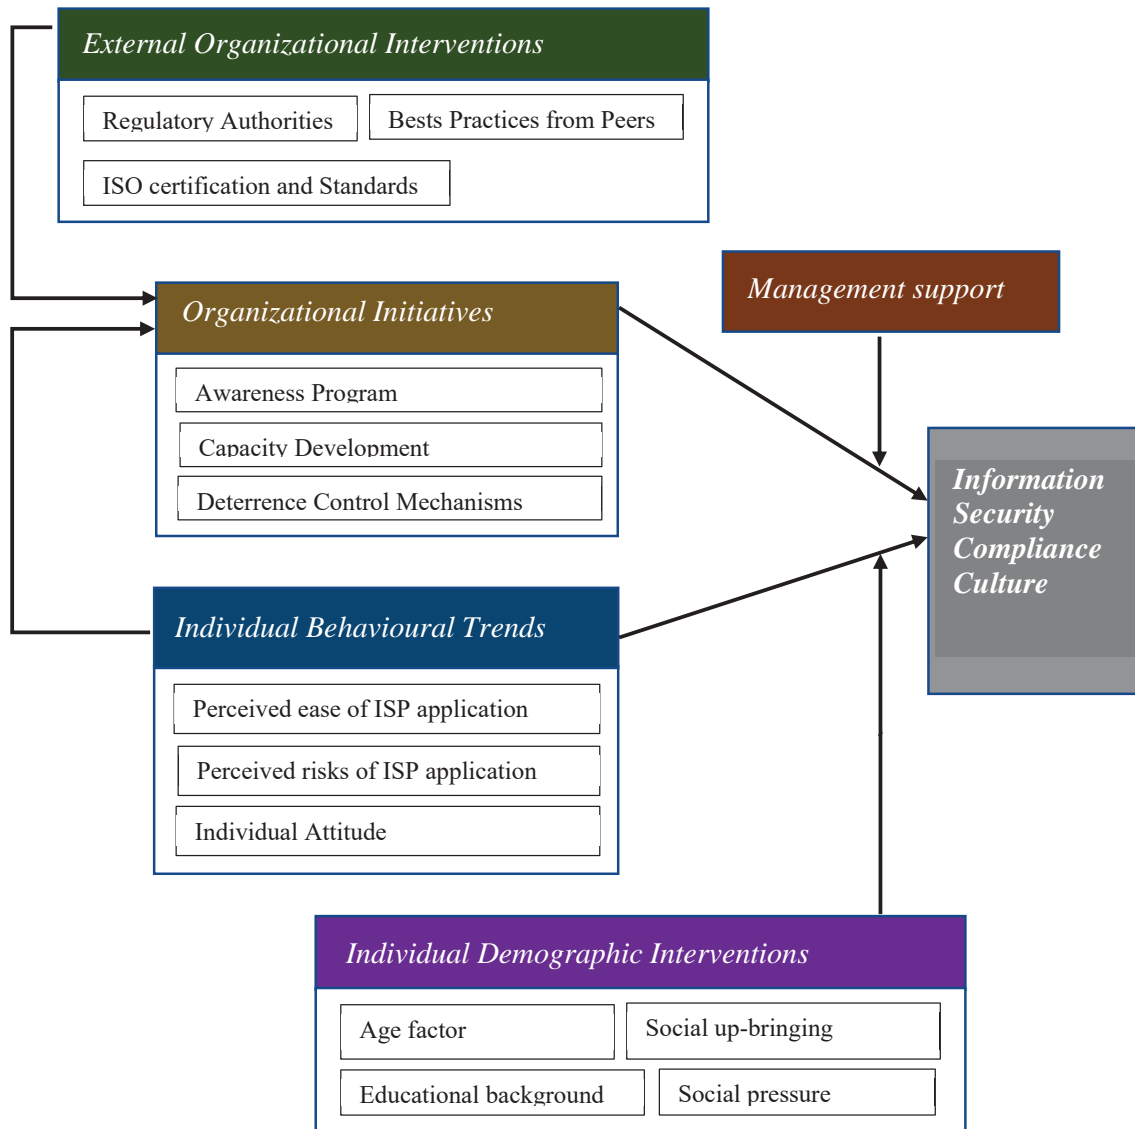 External Organizational Interventions
Regulatory Authorities
Bests Practices from Peers
ISO certification and Standards
Management support
Organizational Initiatives
Awareness Program
Capacity Development
Deterrence Control Mechanisms
Information
Security
Compliance
Culture
Individual Behavioural Trends
Perceived ease of ISP application
Perceived risks of ISP application
Individual Attitude
Individual Demographic Interventions
Age factor
Social up-bringing
Educational background
Social pressure